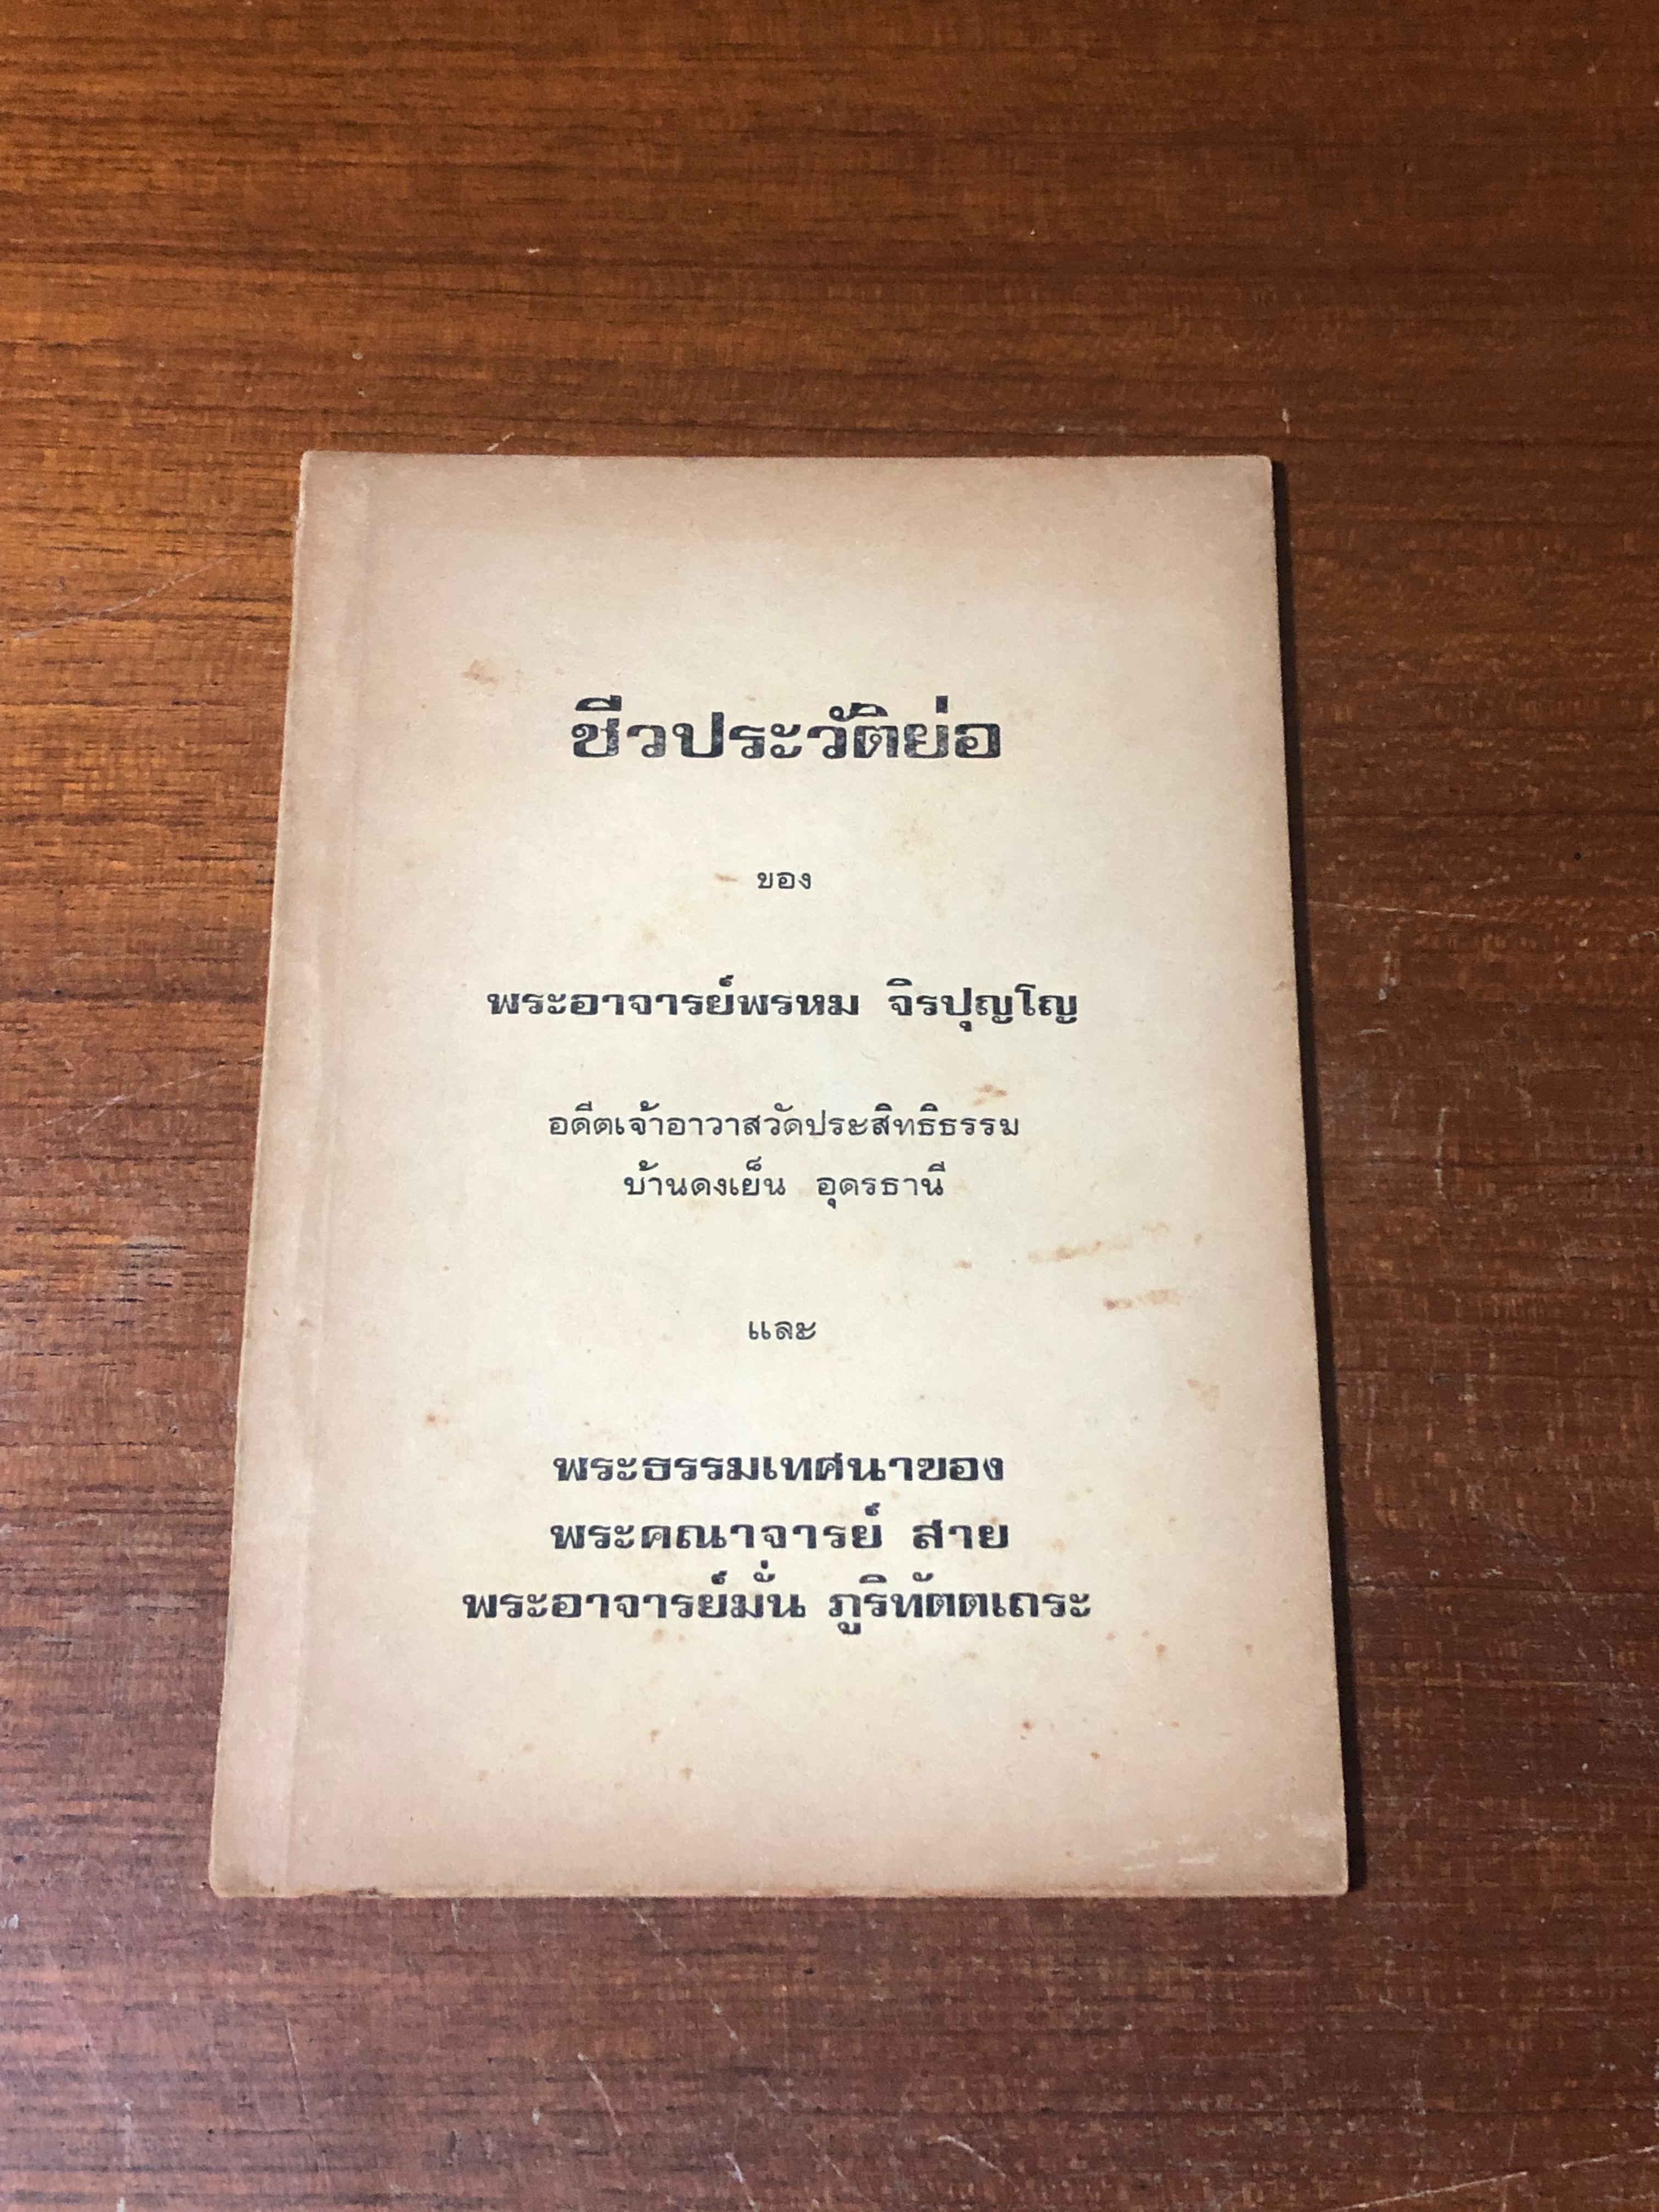 ชีวประวัติย่อ
ของ
พระอาจารย์พรหม จิรปุญโญ
อดีตเจ้าอาวาสวัดประสิทธิธรรม
บ้านดงเย็น อุดรธานี
และ
พระธรรมเทศนาของ
พระคณาจารย์ สาย
พระอาจารย์มั่น ภูริทัตตเถระ